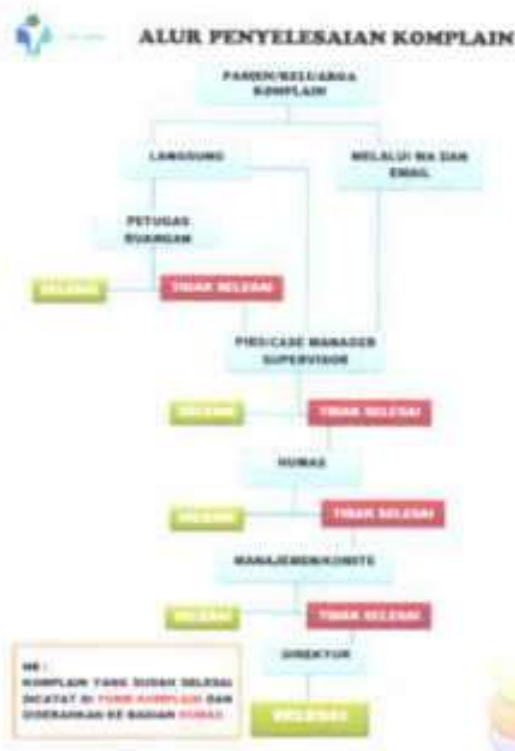 ALUR PENYELESAIAN KOMPLAIN
PASIEN/KELUARGA
KOMPLAIN
LANGSUNG
MELALUI WA DAN
EMAIL
PETUGAS
RUANGAN
SELESAI
TIDAK SELESAI
PIRS/CASE MANAGER
SUPERVISOR
SELESAI
TIDAK SELESAI
HUMAS
SELESAI
TIDAK SELESAI
MANAJEMEN/KOMITE
SELESAI
TIDAK SELESAI
DIREKTUR
SELESAI
NB :
KOMPLAIN YANG SUDAH SELESAI
DICATAT DI FORM KOMPLAIN DAN
DISERAHKAN KE BAGIAN HUMAS